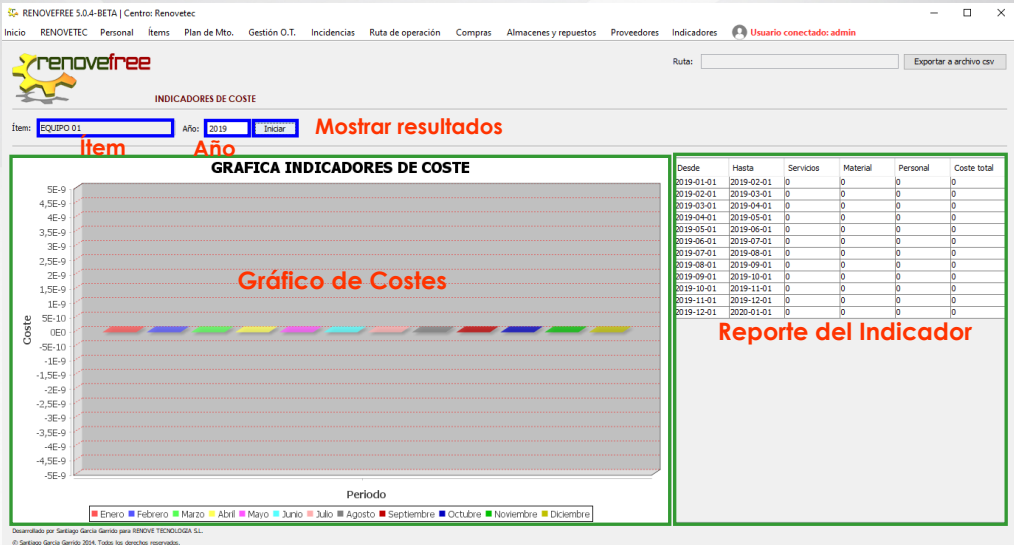 RENOVEFREE 5.0.4-BETA | Centro: Renovetec
Inicio RENOVETEC Personal Ítems Plan de Mto. Gestión O.T. Incidencias Ruta de operación Compras Almacenes y repuestos Proveedores Indicadores Usuario conectado: admin
renovefree
Ruta: Exportar a archivo csv
INDICADORES DE COSTE
Ítem: EQUIPO 01 Año: 2019 Iniciar Mostrar resultados
Ítem Año
GRAFICA INDICADORES DE COSTE
5E-9
4,5E-9
4E-9
3,5E-9
3E-9
2,5E-9
2E-9
1,5E-9
1E-9
5E-10
0E0
-5E-10
-1E-9
-1,5E-9
-2E-9
-2,5E-9
-3E-9
-3,5E-9
-4E-9
-4,5E-9
-5E-9
Coste
Gráfico de Costes
Periodo
Enero Febrero Marzo Abril Mayo Junio Julio Agosto Septiembre Octubre Noviembre Diciembre
Desde Hasta Servicios Material Personal Coste total
2019-01-01 2019-02-01 0 0 0 0
2019-02-01 2019-03-01 0 0 0 0
2019-03-01 2019-04-01 0 0 0 0
2019-04-01 2019-05-01 0 0 0 0
2019-05-01 2019-06-01 0 0 0 0
2019-06-01 2019-07-01 0 0 0 0
2019-07-01 2019-08-01 0 0 0 0
2019-08-01 2019-09-01 0 0 0 0
2019-09-01 2019-10-01 0 0 0 0
2019-10-01 2019-11-01 0 0 0 0
2019-11-01 2019-12-01 0 0 0 0
2019-12-01 2020-01-01 0 0 0 0
Reporte del Indicador
Desarrollado por Santiago García Garrido para RENOVE TECNOLOGIA S.L.
© Santiago García Garrido 2014. Todos los derechos reservados.